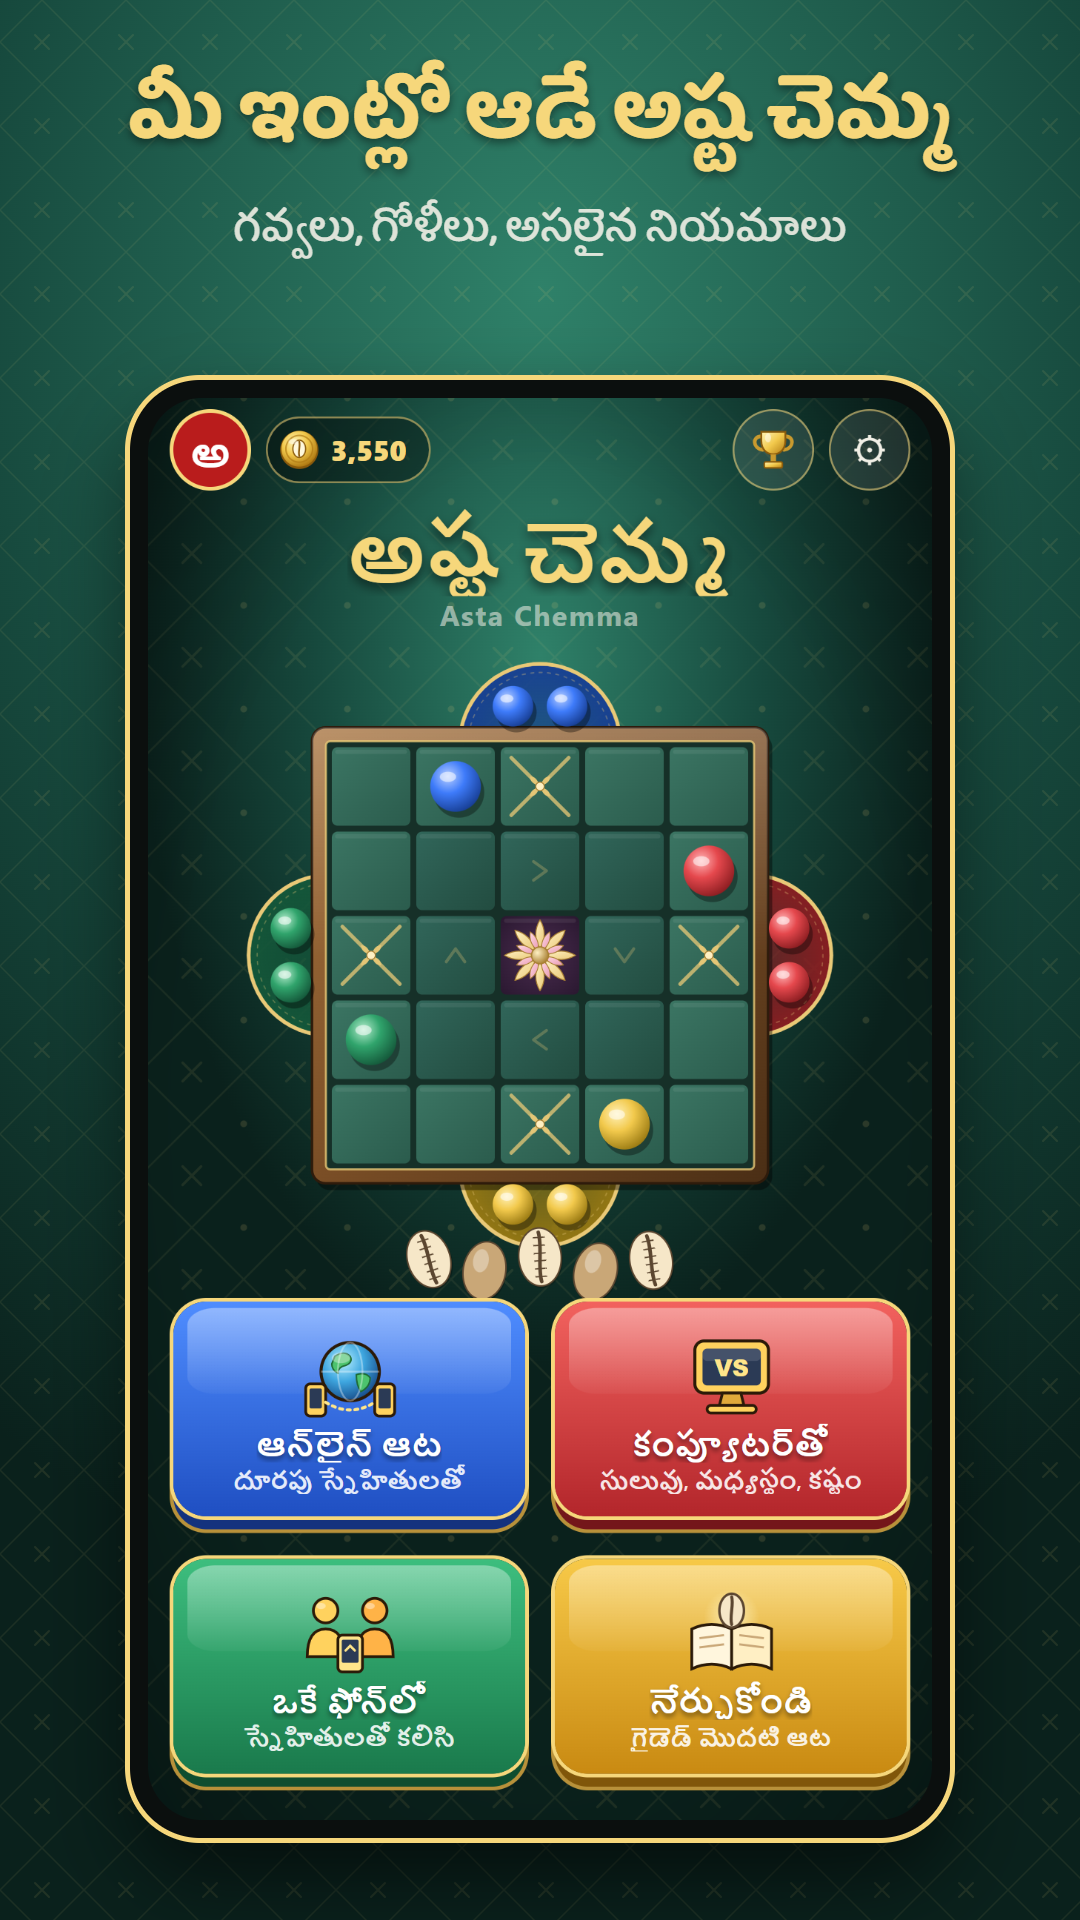 మీ ఇంట్లో ఆడే అష్ట చెమ్మ
గవ్వలు, గోళీలు, అసలైన నియమాలు
అ
3,550
అష్ట చెమ్మ
Asta Chemma
VS
ఆన్‌లైన్ ఆట
దూరపు స్నేహితులతో
కంప్యూటర్‌తో
సులువు, మధ్యస్థం, కష్టం
ఒకే ఫోన్‌లో
స్నేహితులతో కలిసి
నేర్చుకోండి
గైడెడ్ మొదటి ఆట